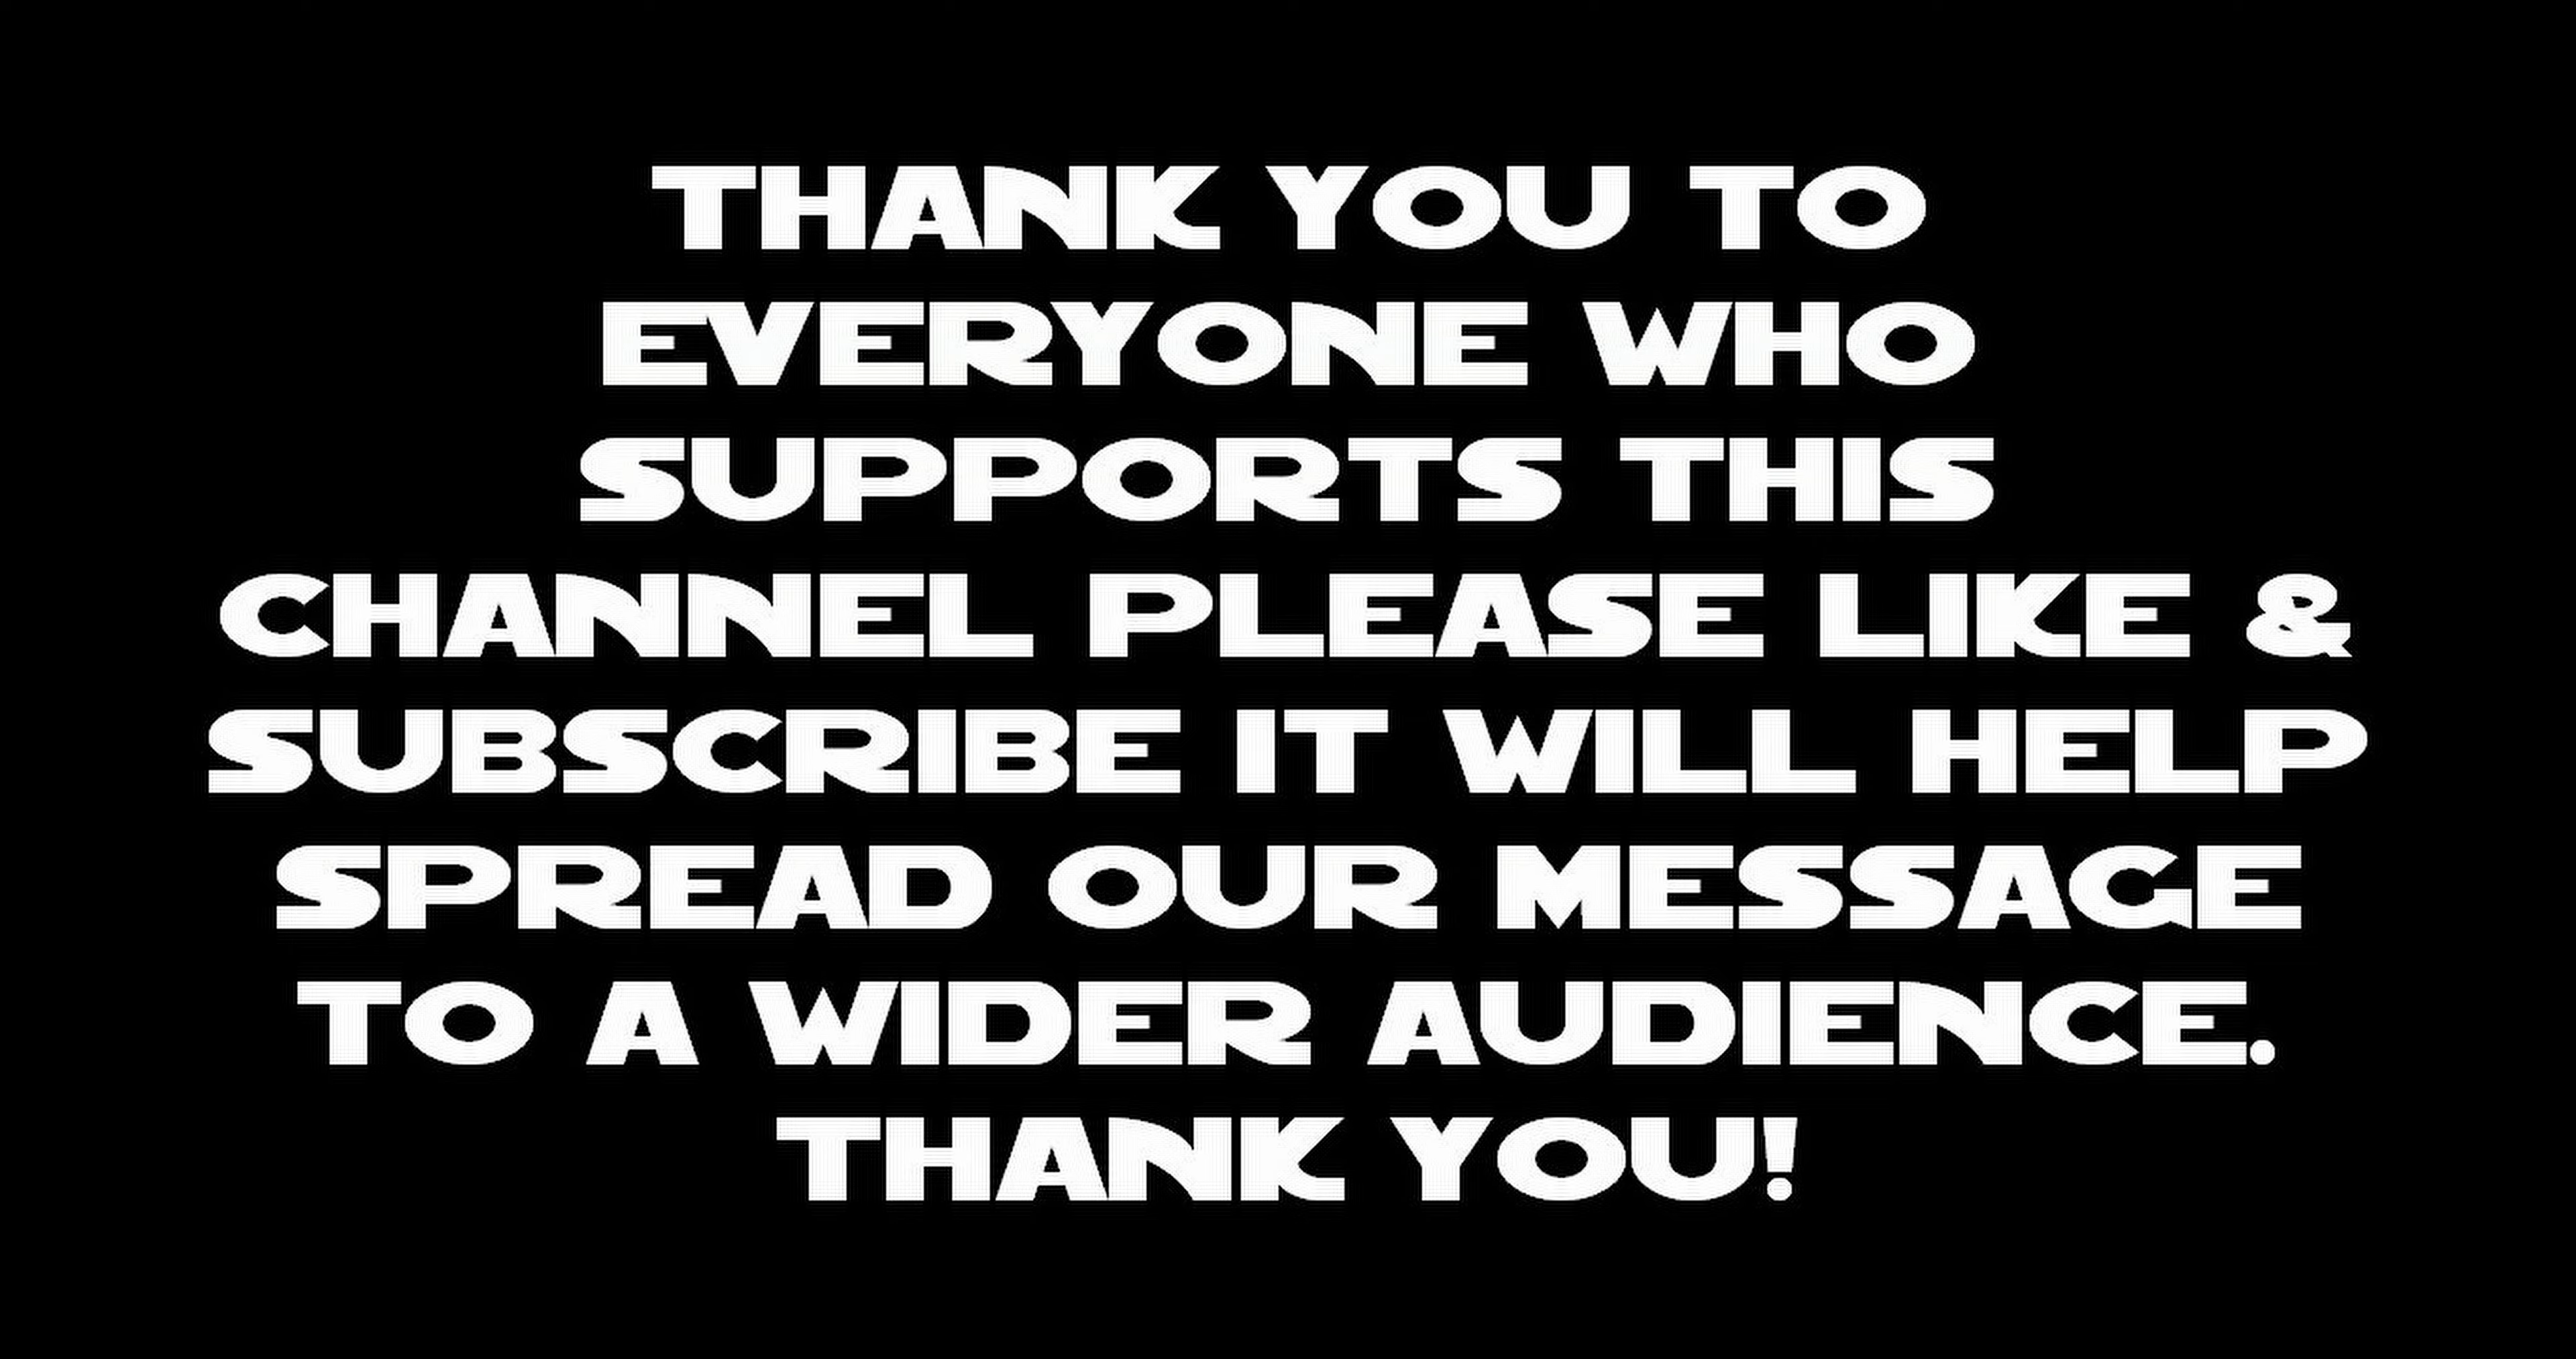 THANK YOU TO
EVERYONE WHO
SUPPORTS THIS
CHANNEL PLEASE LIKE &
SUBSCRIBE IT WILL HELP
SPREAD OUR MESSAGE
TO A WIDER AUDIENCE.
THANK YOU!